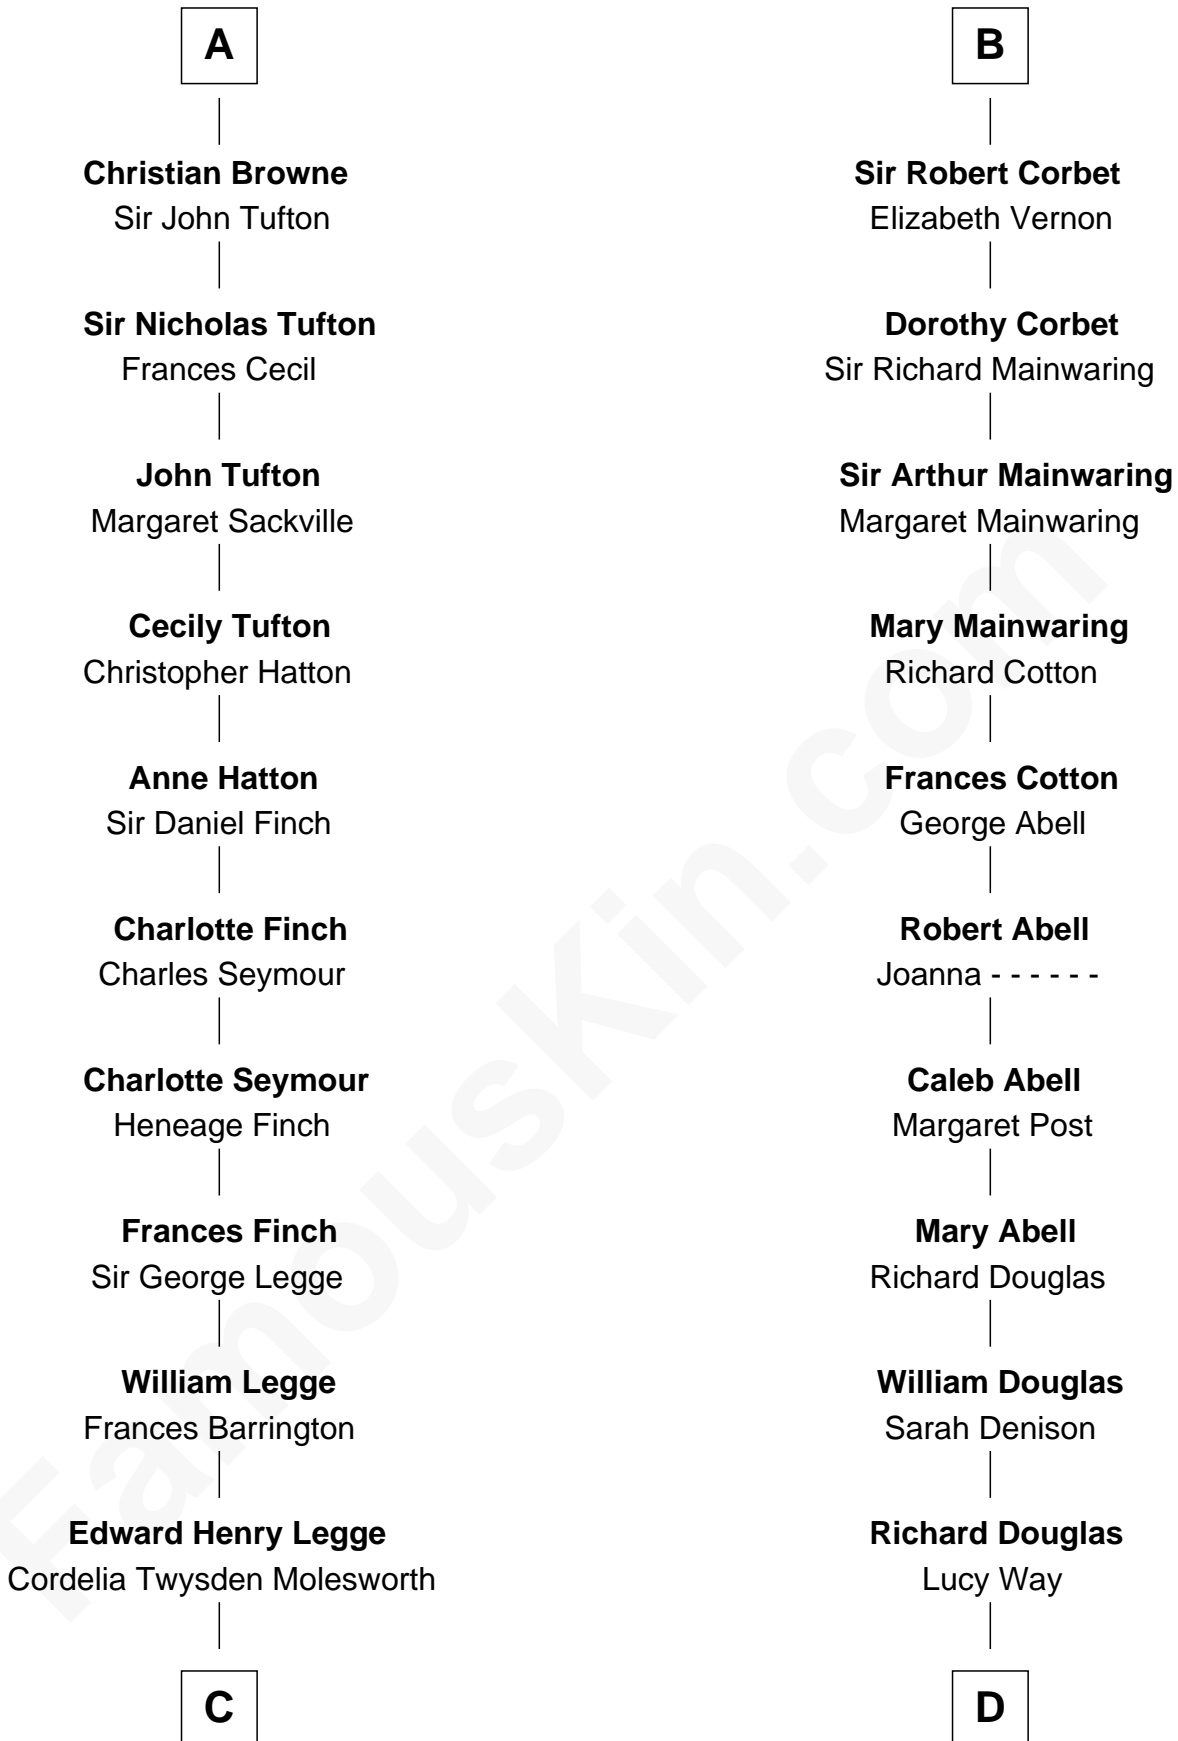 A
Christian Browne
Sir John Tufton
Sir Nicholas Tufton
Frances Cecil
John Tufton
Margaret Sackville
Cecily Tufton
Christopher Hatton
Anne Hatton
Sir Daniel Finch
Charlotte Finch
Charles Seymour
Charlotte Seymour
Heneage Finch
Frances Finch
Sir George Legge
William Legge
Frances Barrington
Edward Henry Legge
Cordelia Twysden Molesworth
C
B
Sir Robert Corbet
Elizabeth Vernon
Dorothy Corbet
Sir Richard Mainwaring
Sir Arthur Mainwaring
Margaret Mainwaring
Mary Mainwaring
Richard Cotton
Frances Cotton
George Abell
Robert Abell
Joanna - - - - - -
Caleb Abell
Margaret Post
Mary Abell
Richard Douglas
William Douglas
Sarah Denison
Richard Douglas
Lucy Way
D
FamousKin.com